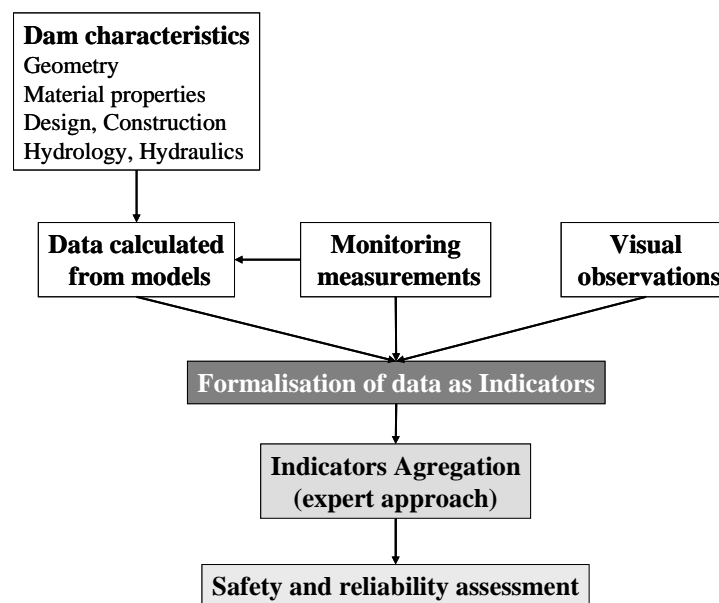 Dam characteristics
Geometry
Material properties
Design, Construction
Hydrology, Hydraulics
Data calculated
from models
Monitoring
measurements
Visual
observations
Formalisation of data as Indicators
Indicators Agregation
(expert approach)
Safety and reliability assessment